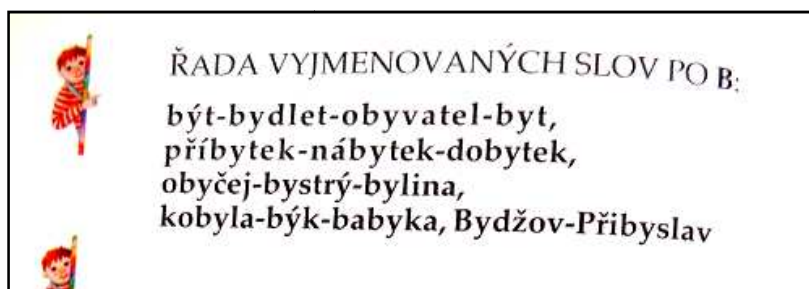 ŘADA VYJMENOVANÝCH SLOV PO B:
být-bydlet-obyvatel-byt,
příbytek-nábytek-dobytek,
obyčej-bystrý-bylina,
kobyla-býk-babyka, Bydžov-Přibyslav